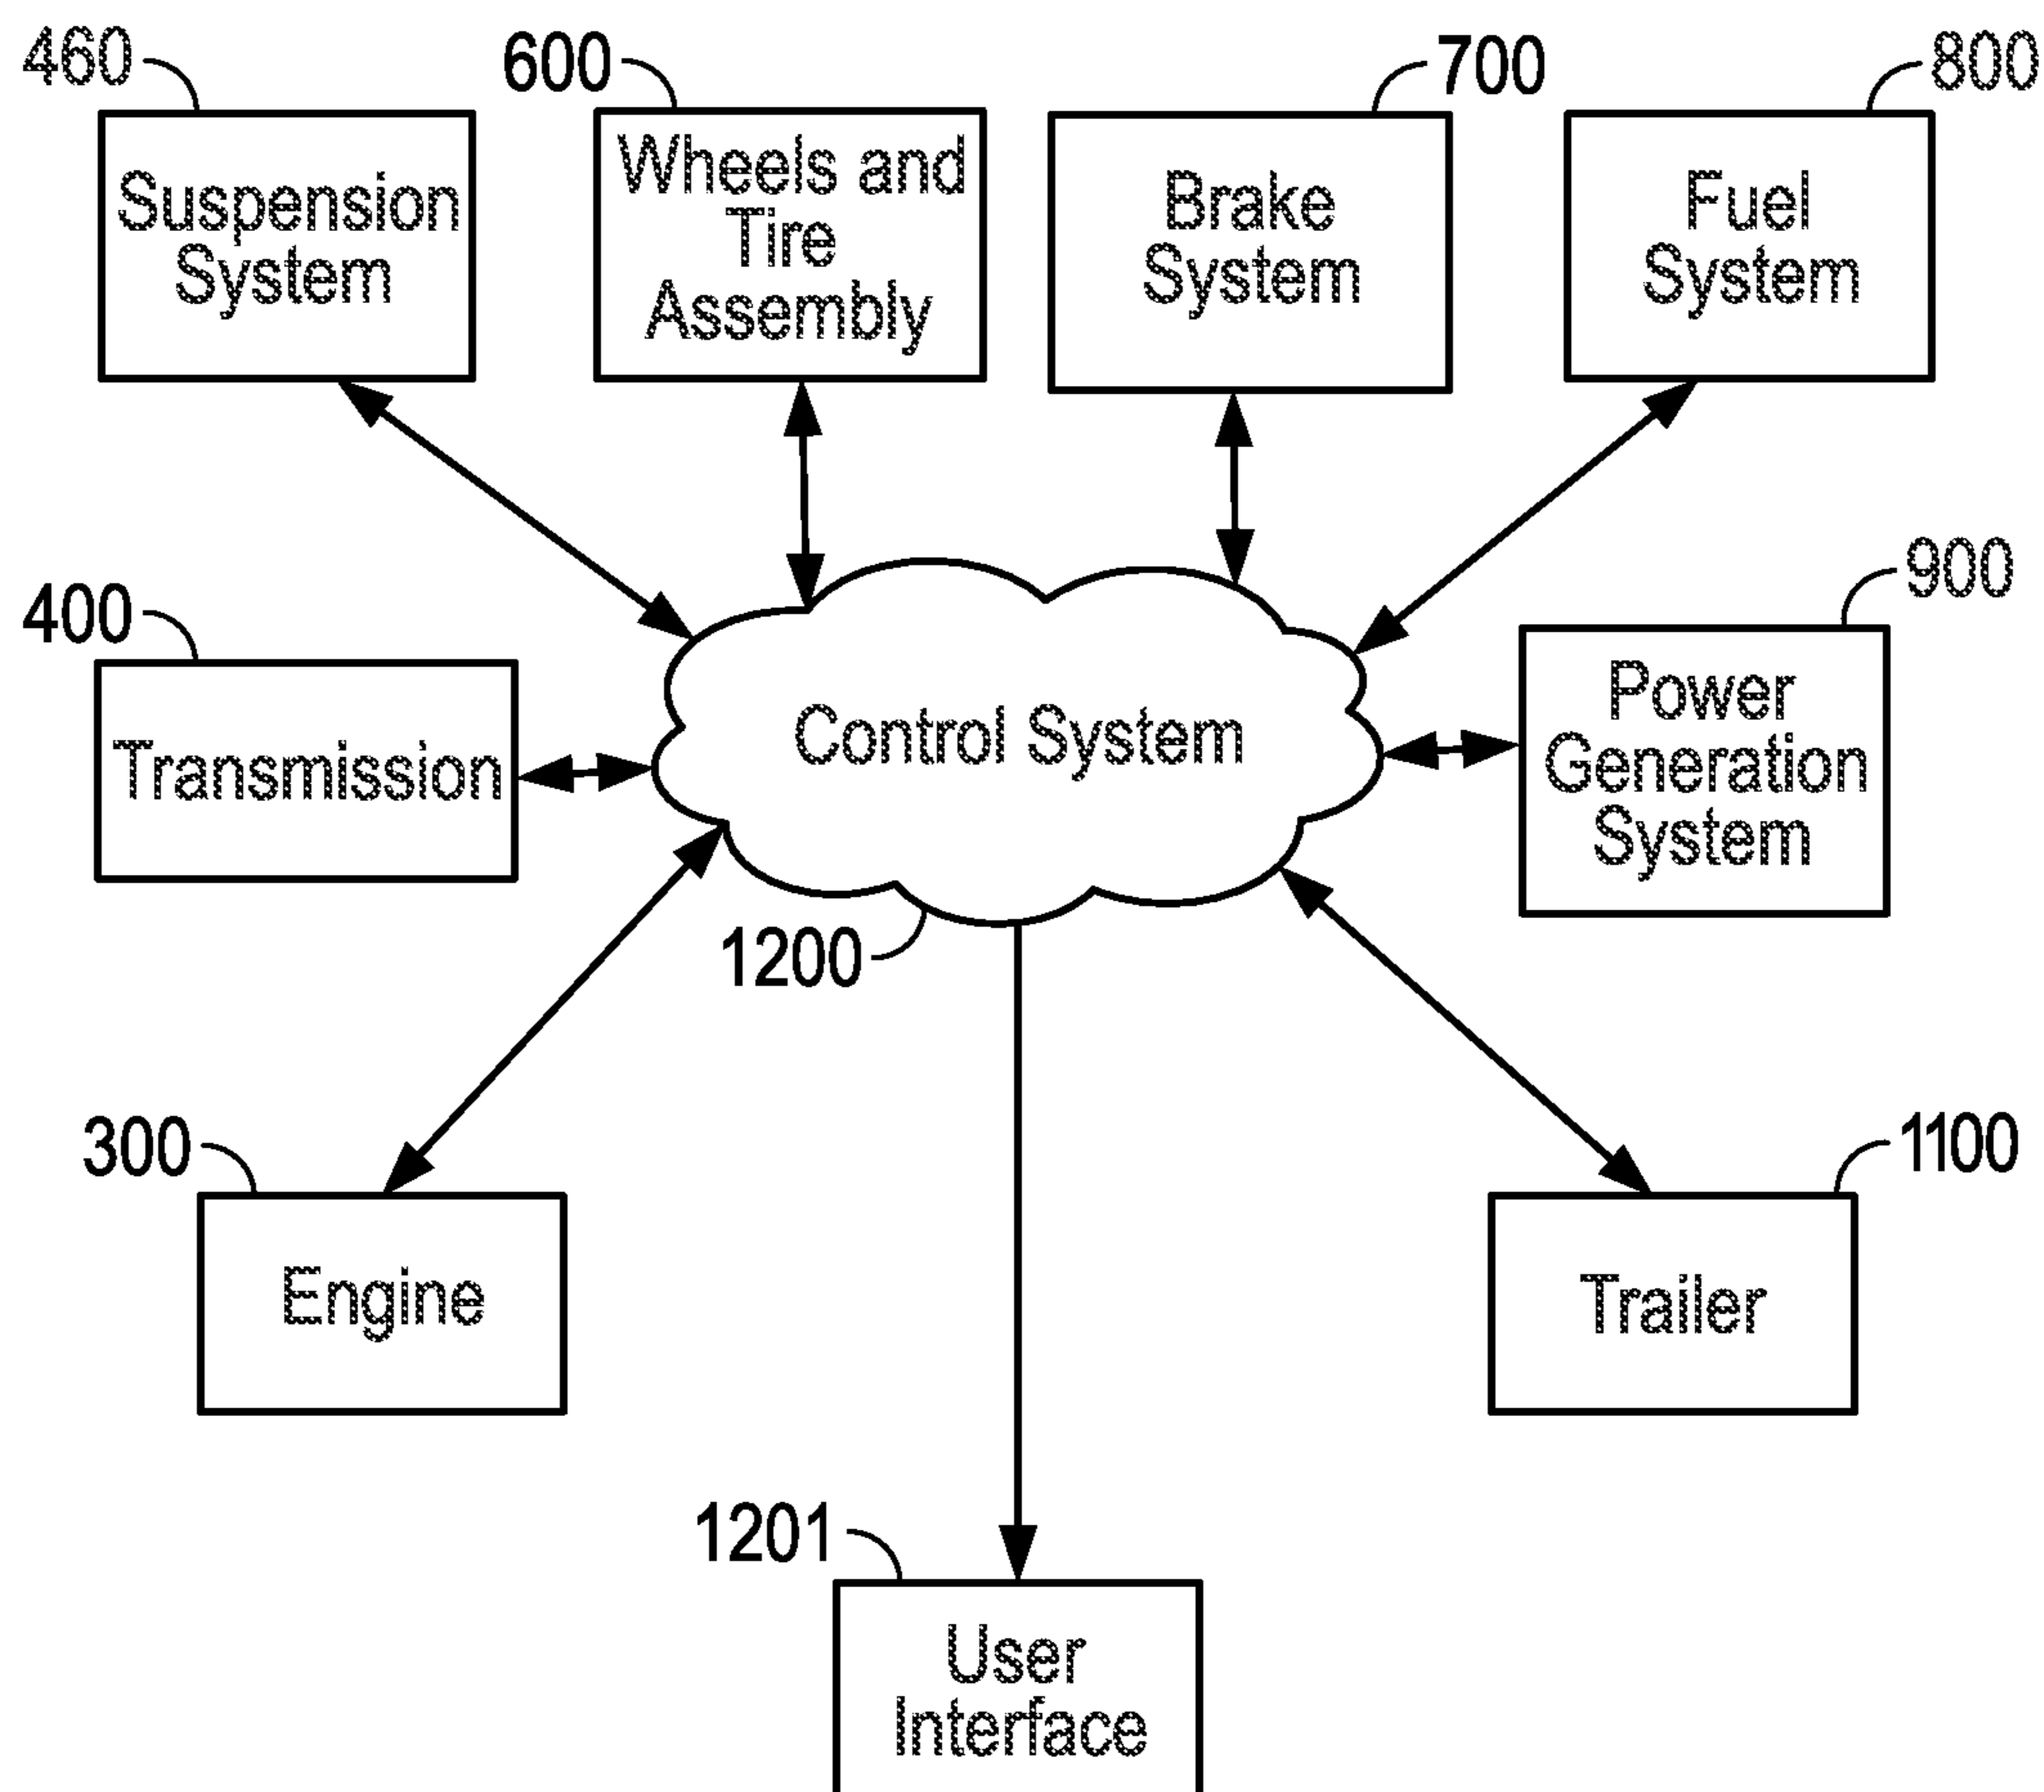 460
600
700
800
Suspension
System
Wheels and
Tire
Assembly
Brake
System
Fuel
System
400
900
Transmission
Control System
Power
Generation
System
1200
300
1100
Engine
Trailer
1201
User
Interface